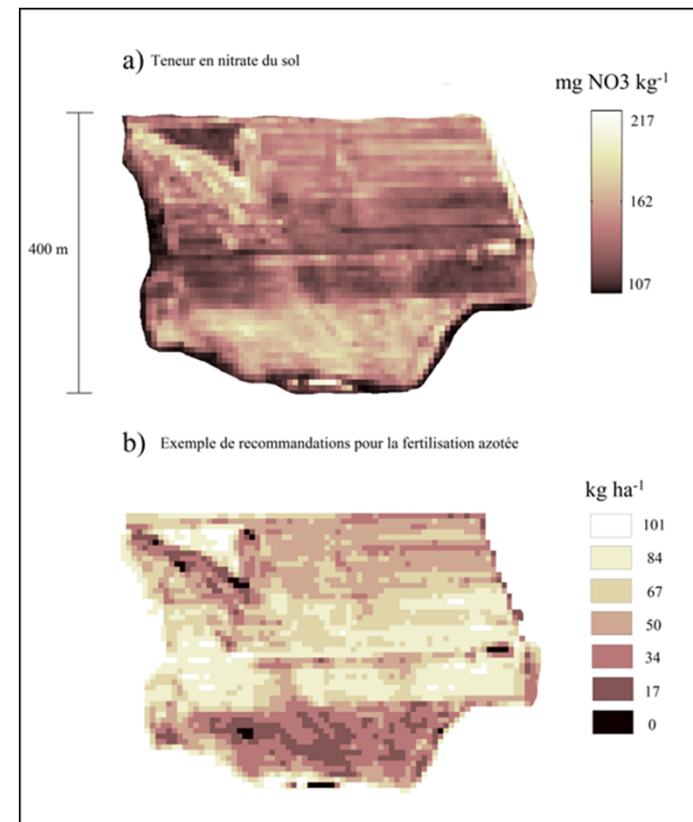 a) Teneur en nitrate du sol
mg NO3 kg⁻¹
217
162
107
400 m
b) Exemple de recommandations pour la fertilisation azotée
kg ha⁻¹
101
84
67
50
34
17
0